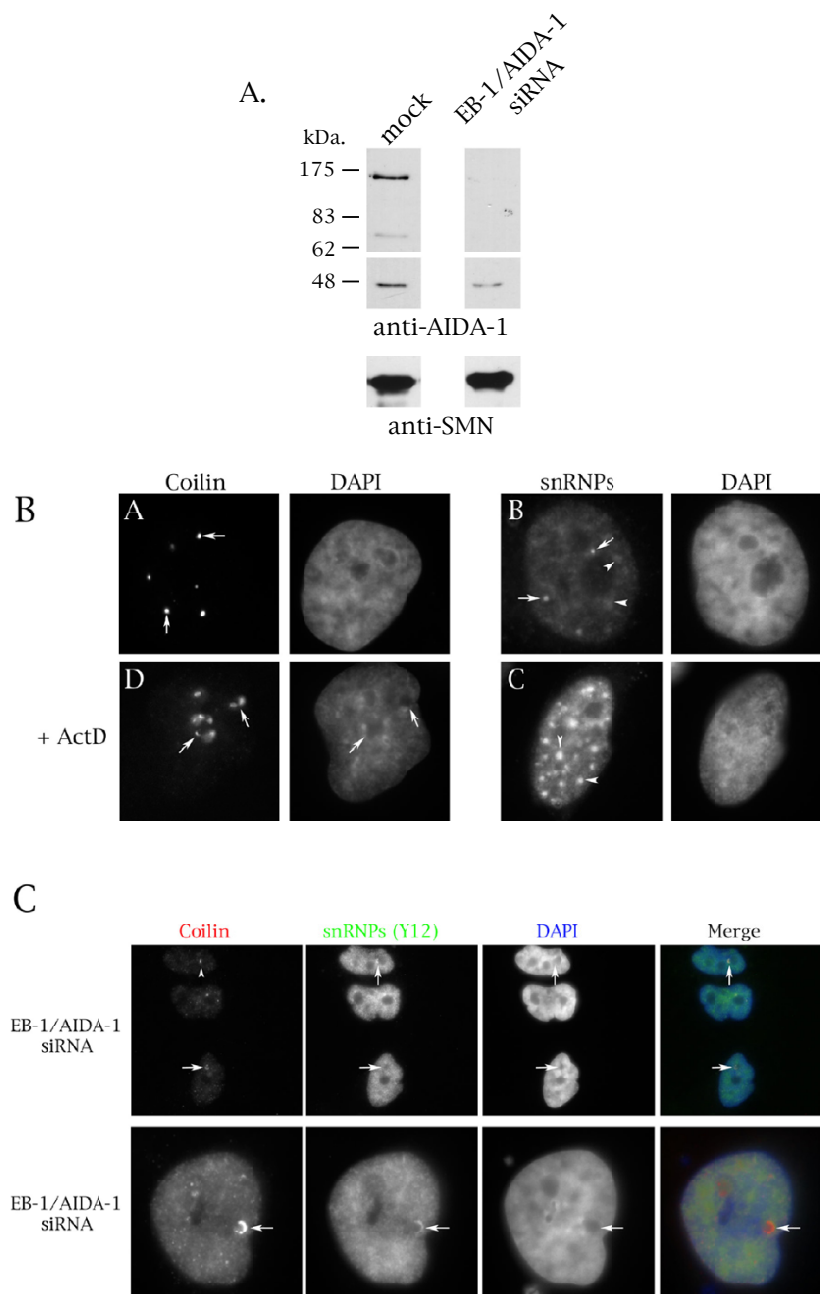 A.
mock
EB-1/AIDA-1
siRNA
kDa.
175
83
62
48
anti-AIDA-1
anti-SMN
B
Coilin DAPI snRNPs DAPI
A B
D C
+ ActD
C
Coilin snRNPs (Y12) DAPI Merge
EB-1/AIDA-1
siRNA
EB-1/AIDA-1
siRNA